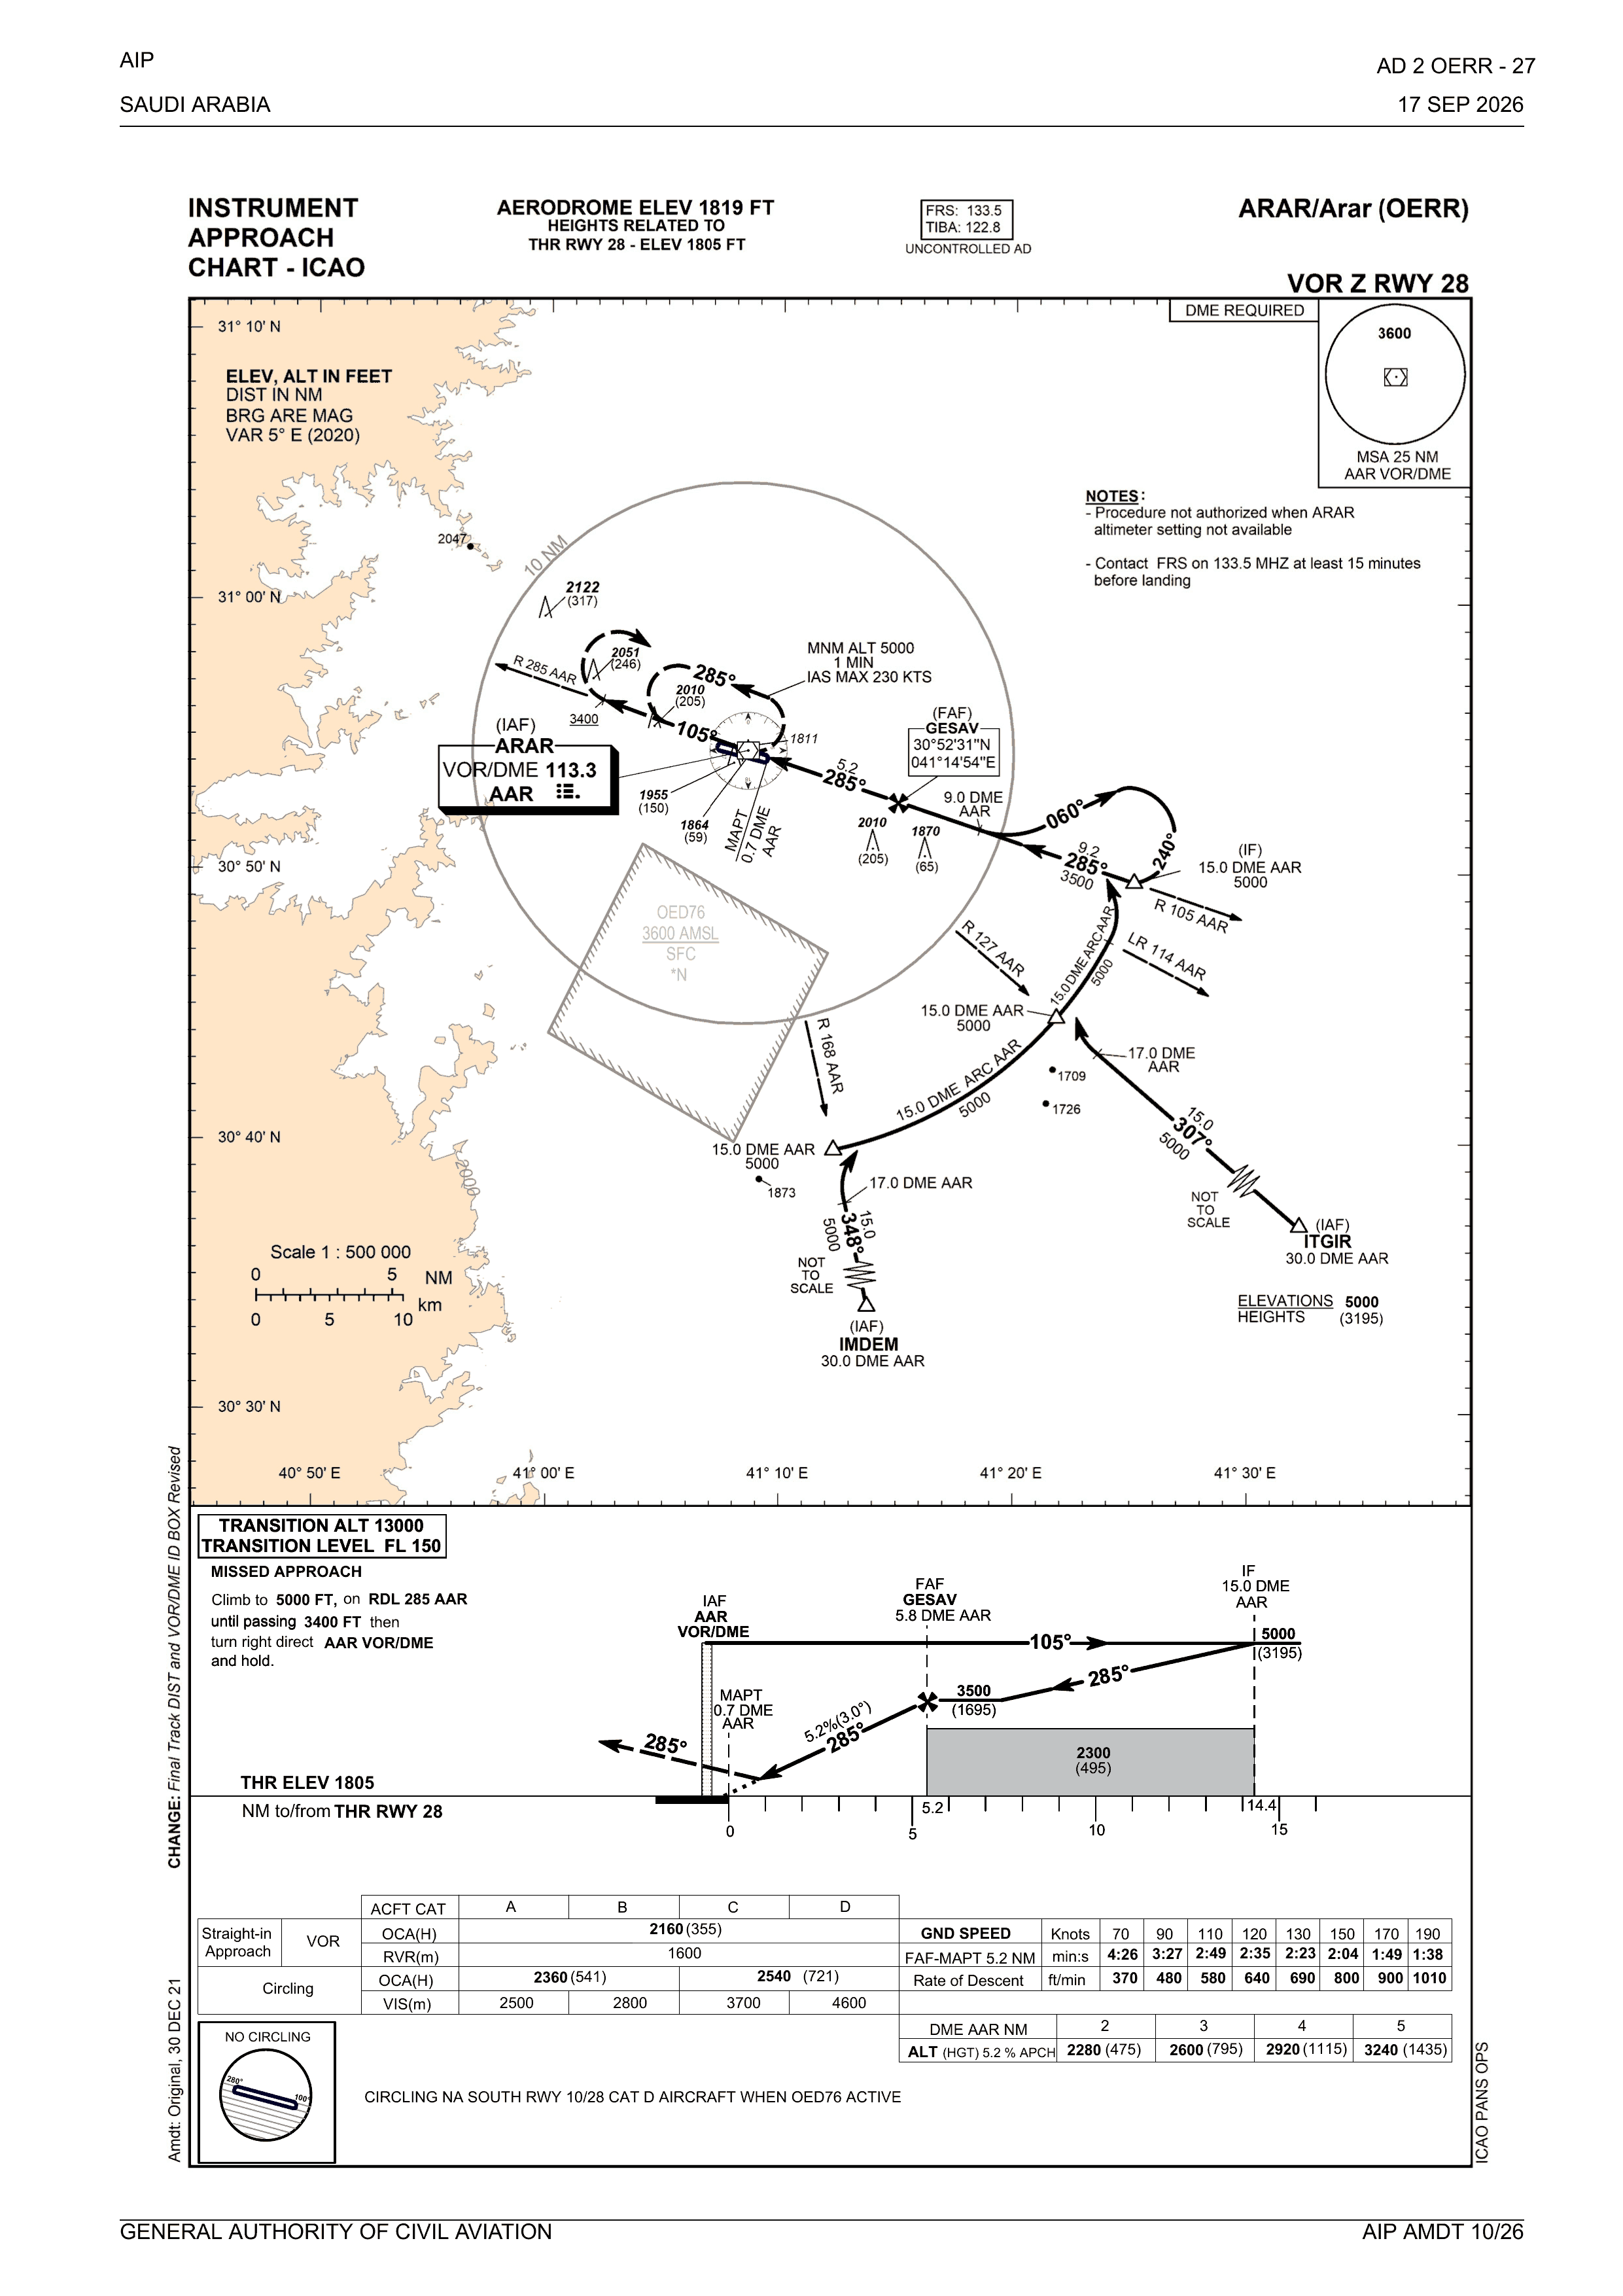 AIP
AD 2 OERR - 27
SAUDI ARABIA
17 SEP 2026
INSTRUMENT
APPROACH
CHART - ICAO
AERODROME ELEV 1819 FT
HEIGHTS RELATED TO
THR RWY 28 - ELEV 1805 FT
FRS: 133.5
TIBA: 122.8
UNCONTROLLED AD
ARAR/Arar (OERR)
VOR Z RWY 28
DME REQUIRED
3600
MSA 25 NM
AAR VOR/DME
31° 10' N
ELEV, ALT IN FEET
DIST IN NM
BRG ARE MAG
VAR 5° E (2020)
NOTES:
- Procedure not authorized when ARAR
altimeter setting not available
- Contact FRS on 133.5 MHZ at least 15 minutes
before landing
2047
10 NM
31° 00' N
2122
(317)
2051
(246)
R 285 AAR
2010
(205)
285°
MNM ALT 5000
1 MIN
IAS MAX 230 KTS
3400
105°
1811
(IAF)
ARAR
VOR/DME 113.3
AAR
(FAF)
GESAV
30°52'31"N
041°14'54"E
5.2
285°
1955
(150)
1864
(59)
MAPT
0.7 DME
AAR
2010
(205)
1870
(65)
9.0 DME
AAR
060°
240°
9.2
285°
3500
(IF)
15.0 DME AAR
5000
R 105 AAR
30° 50' N
OED76
3600 AMSL
SFC
*N
R 127 AAR
LR 114 AAR
15.0 DME ARC AAR
5000
15.0 DME AAR
5000
R 168 AAR
15.0 DME ARC AAR
5000
17.0 DME
AAR
1709
1726
15.0
307°
5000
30° 40' N
15.0 DME AAR
5000
1873
2000
17.0 DME AAR
15.0
348°
5000
NOT
TO
SCALE
NOT
TO
SCALE
(IAF)
ITGIR
30.0 DME AAR
(IAF)
IMDEM
30.0 DME AAR
ELEVATIONS 5000
HEIGHTS (3195)
Scale 1 : 500 000
0 5 NM
km
0 5 10
30° 30' N
40° 50' E
41° 00' E
41° 10' E
41° 20' E
41° 30' E
CHANGE: Final Track DIST and VOR/DME ID BOX Revised
TRANSITION ALT 13000
TRANSITION LEVEL FL 150
MISSED APPROACH
Climb to 5000 FT, on RDL 285 AAR
until passing 3400 FT then
turn right direct AAR VOR/DME
and hold.
IAF
AAR
VOR/DME
FAF
GESAV
5.8 DME AAR
IF
15.0 DME
AAR
105°
5000
(3195)
285°
3500
(1695)
MAPT
0.7 DME
AAR
5.2%(3.0°)
285°
285°
2300
(495)
THR ELEV 1805
NM to/from THR RWY 28
5.2
14.4
0
5
10
15
ACFT CAT A B C D
Straight-in
Approach
VOR
OCA(H) 2160 (355)
RVR(m) 1600
Circling
OCA(H) 2360 (541) 2540 (721)
VIS(m) 2500 2800 3700 4600
GND SPEED Knots 70 90 110 120 130 150 170 190
FAF-MAPT 5.2 NM min:s 4:26 3:27 2:49 2:35 2:23 2:04 1:49 1:38
Rate of Descent ft/min 370 480 580 640 690 800 900 1010
DME AAR NM 2 3 4 5
ALT (HGT) 5.2 % APCH 2280 (475) 2600 (795) 2920 (1115) 3240 (1435)
NO CIRCLING
280°
100°
CIRCLING NA SOUTH RWY 10/28 CAT D AIRCRAFT WHEN OED76 ACTIVE
Amdt: Original, 30 DEC 21
ICAO PANS OPS
GENERAL AUTHORITY OF CIVIL AVIATION
AIP AMDT 10/26